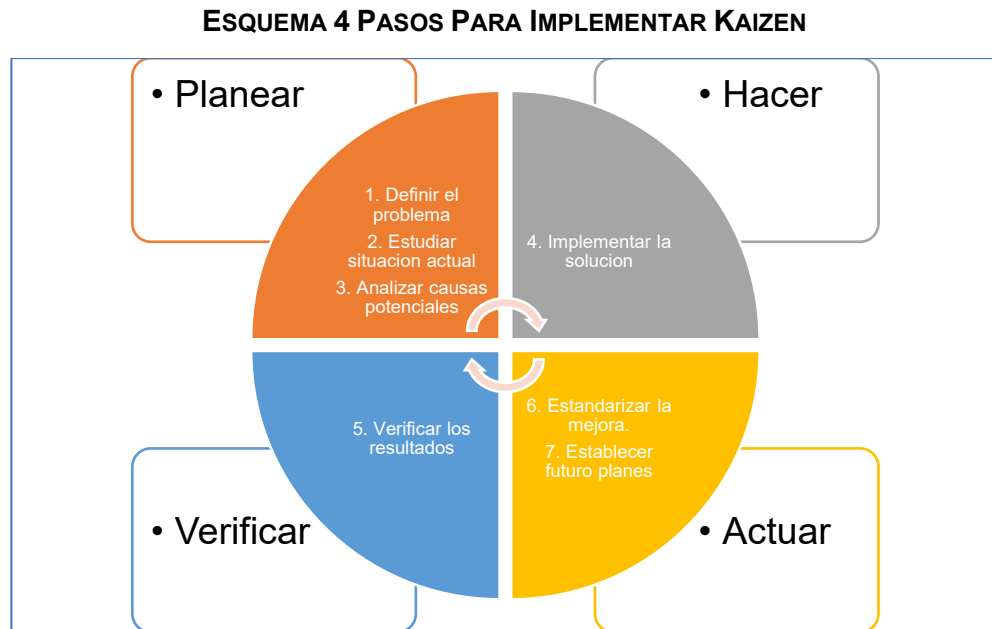 ESQUEMA 4 PASOS PARA IMPLEMENTAR KAIZEN
• Planear
• Hacer
1. Definir el
problema
2. Estudiar
situacion actual
3. Analizar causas
potenciales
4. Implementar la
solucion
5. Verificar los
resultados
6. Estandarizar la
mejora.
7. Establecer
futuro planes
• Verificar
• Actuar